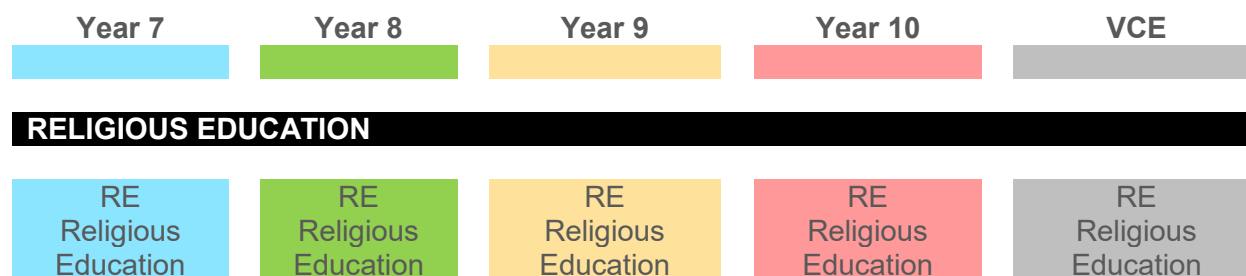 Year 7 Year 8 Year 9 Year 10 VCE
RELIGIOUS EDUCATION
RE RE RE RE RE
Religious Religious Religious Religious Religious
Education Education Education Education Education